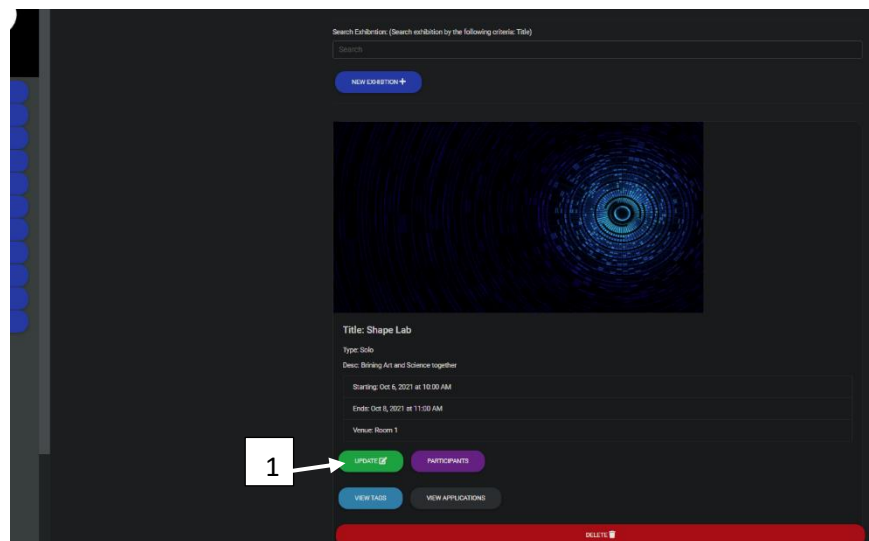 Search Exhibition: (Search exhibition by the following criteria: Title)
Search
NEW EXHIBITION +
Title: Shape Lab
Type: Solo
Desc: Brining Art and Science together
Starting: Oct 6, 2021 at 10:00 AM
Ends: Oct 8, 2021 at 11:00 AM
Venue: Room 1
1
UPDATE PARTICIPANTS
VIEW TAGS VIEW APPLICATIONS
DELETE